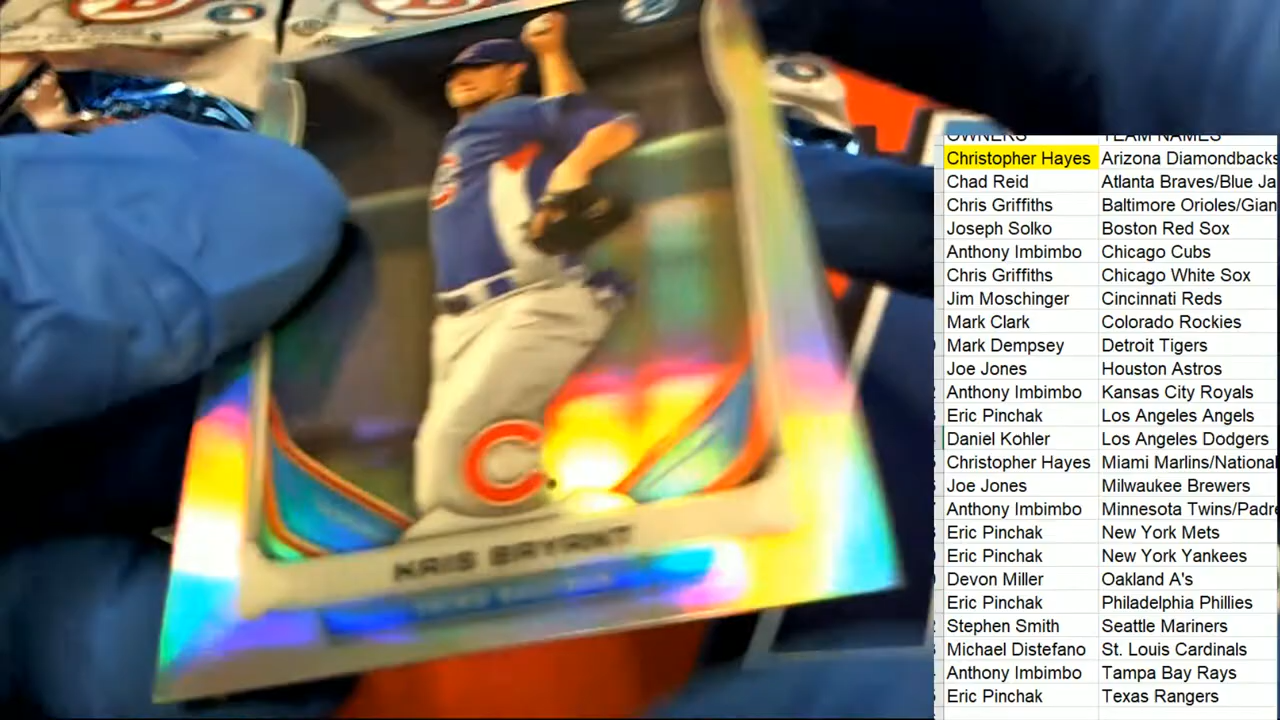 C
KRIS BRYANT
OWNERS TEAM NAMES
Christopher Hayes Arizona Diamondbacks
Chad Reid Atlanta Braves/Blue Ja
Chris Griffiths Baltimore Orioles/Gian
Joseph Solko Boston Red Sox
Anthony Imbimbo Chicago Cubs
Chris Griffiths Chicago White Sox
Jim Moschinger Cincinnati Reds
Mark Clark Colorado Rockies
Mark Dempsey Detroit Tigers
Joe Jones Houston Astros
Anthony Imbimbo Kansas City Royals
Eric Pinchak Los Angeles Angels
Daniel Kohler Los Angeles Dodgers
Christopher Hayes Miami Marlins/National
Joe Jones Milwaukee Brewers
Anthony Imbimbo Minnesota Twins/Padre
Eric Pinchak New York Mets
Eric Pinchak New York Yankees
Devon Miller Oakland A's
Eric Pinchak Philadelphia Phillies
Stephen Smith Seattle Mariners
Michael Distefano St. Louis Cardinals
Anthony Imbimbo Tampa Bay Rays
Eric Pinchak Texas Rangers